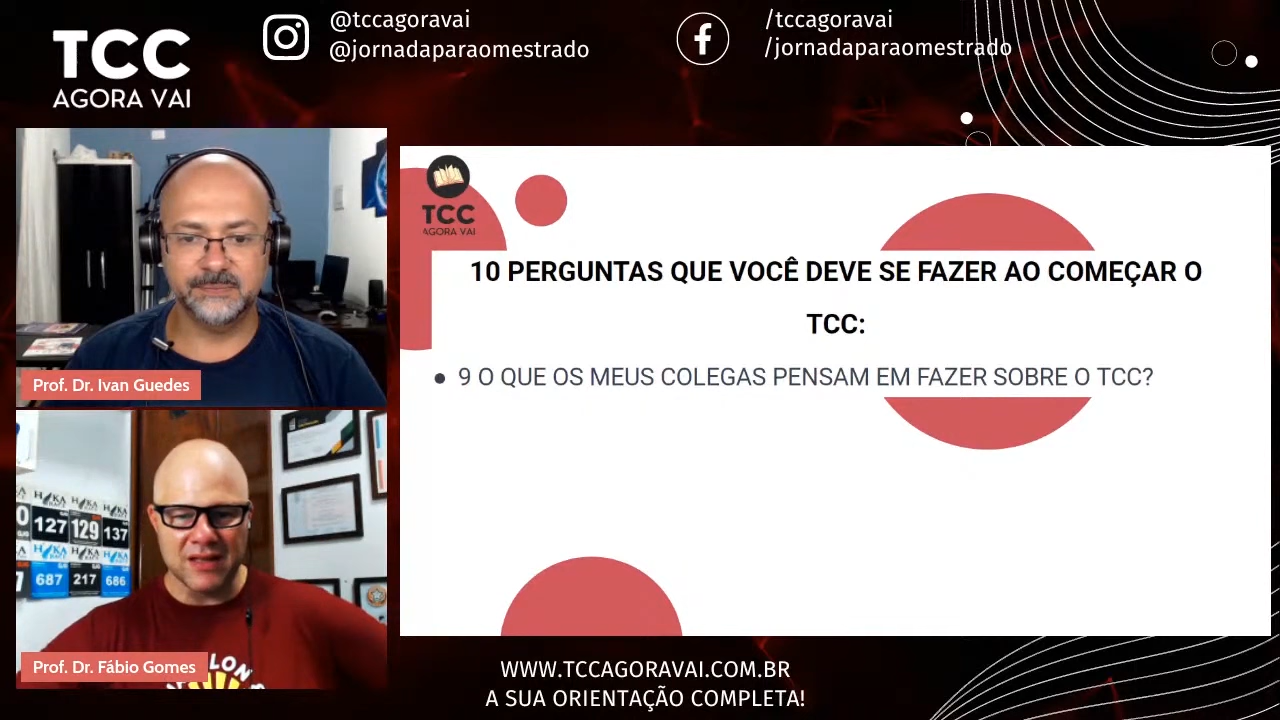 TCC
AGORA VAI
@tccagoravai
@jornadaparaomestrado
/tccagoravai
/jornadaparaomestrado
Prof. Dr. Ivan Guedes
TCC
AGORA VAI
10 PERGUNTAS QUE VOCÊ DEVE SE FAZER AO COMEÇAR O
TCC:
● 9 O QUE OS MEUS COLEGAS PENSAM EM FAZER SOBRE O TCC?
127
129
137
687
217
686
Prof. Dr. Fábio Gomes
WWW.TCCAGORAVAI.COM.BR
A SUA ORIENTAÇÃO COMPLETA!